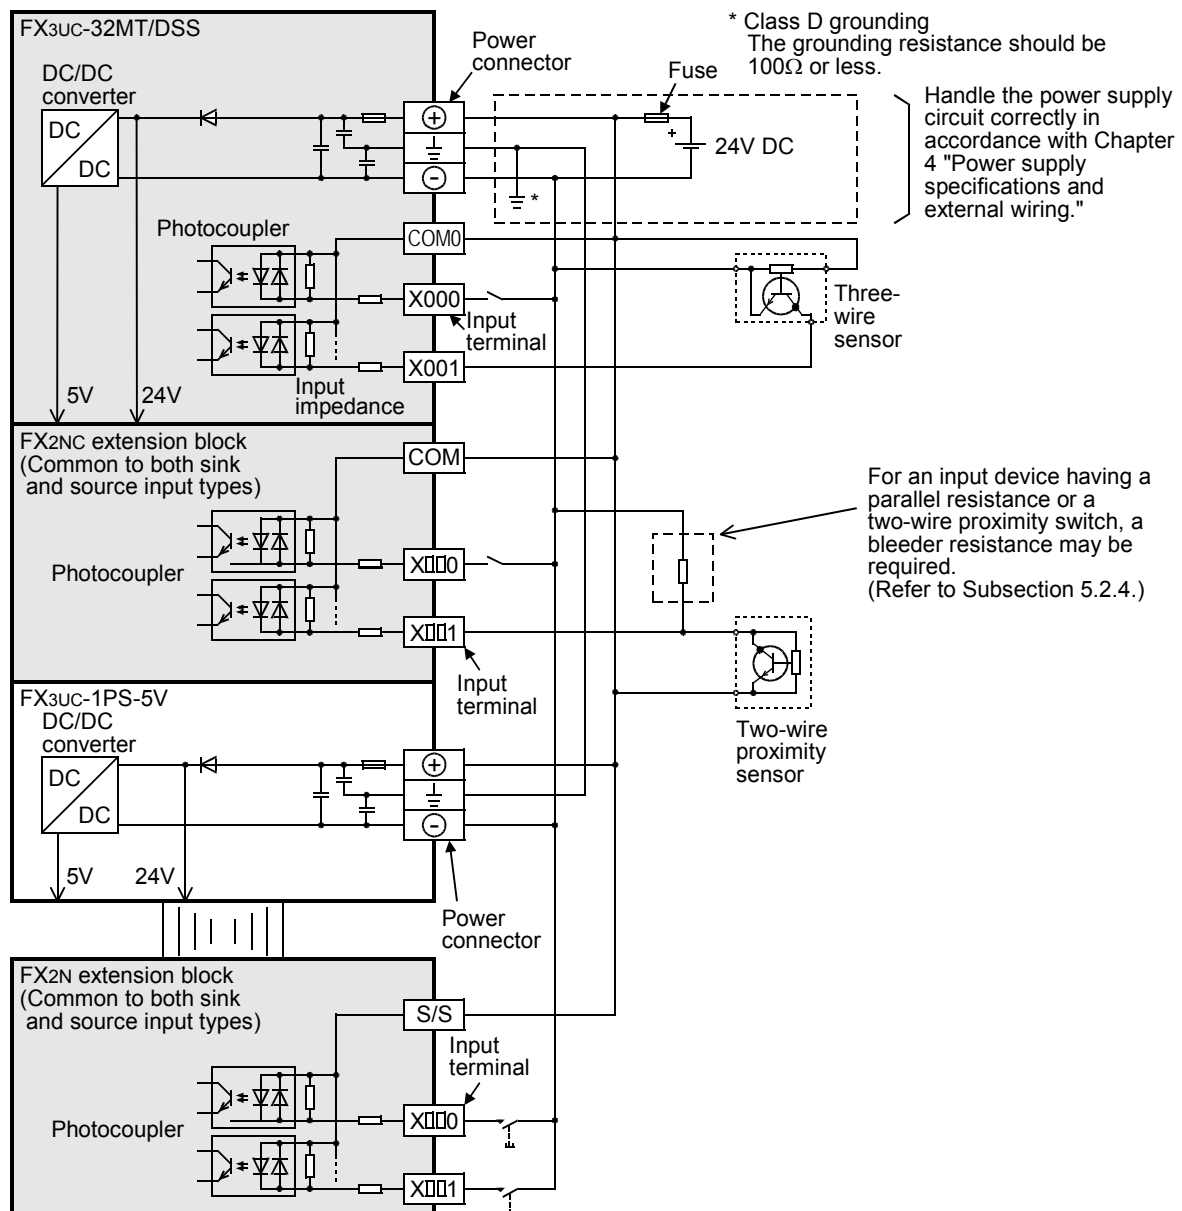 FX3UC-32MT/DSS
DC/DC
converter
DC
DC
Power
connector
* Class D grounding
The grounding resistance should be
100Ω or less.
Fuse
+
24V DC
*
Handle the power supply
circuit correctly in
accordance with Chapter
4 "Power supply
specifications and
external wiring."
Photocoupler
COM0
X000
Input
terminal
X001
Input
impedance
Three-
wire
sensor
5V
24V
FX2NC extension block
(Common to both sink
and source input types)
COM
Photocoupler
X□□0
X□□1
Input
terminal
For an input device having a
parallel resistance or a
two-wire proximity switch, a
bleeder resistance may be
required.
(Refer to Subsection 5.2.4.)
Two-wire
proximity
sensor
FX3UC-1PS-5V
DC/DC
converter
DC
DC
5V
24V
Power
connector
FX2N extension block
(Common to both sink
and source input types)
S/S
Input
terminal
Photocoupler
X□□0
X□□1